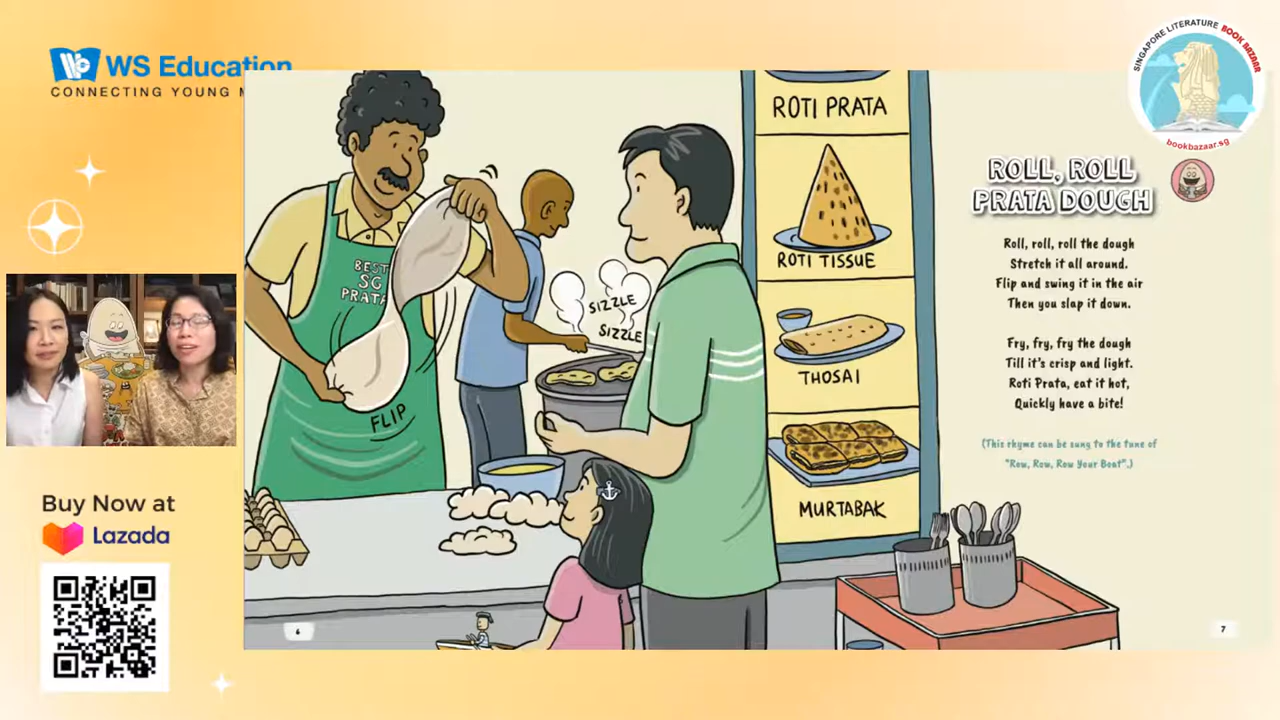 WS Education
CONNECTING YOUNG M
SINGAPORE LITERATURE BOOK BAZAAR
bookbazaar.sg
BEST
SG
PRATA
FLIP
SIZZLE
SIZZLE
ROTI PRATA
ROTI TISSUE
THOSAI
MURTABAK
ROLL, ROLL
PRATA DOUGH
Roll, roll, roll the dough
Stretch it all around.
Flip and swing it in the air
Then you slap it down.
Fry, fry, fry the dough
Till it's crisp and light.
Roti Prata, eat it hot,
Quickly have a bite!
(This rhyme can be sung to the tune of
"Row, Row, Row Your Boat".)
6
7
Buy Now at
Lazada